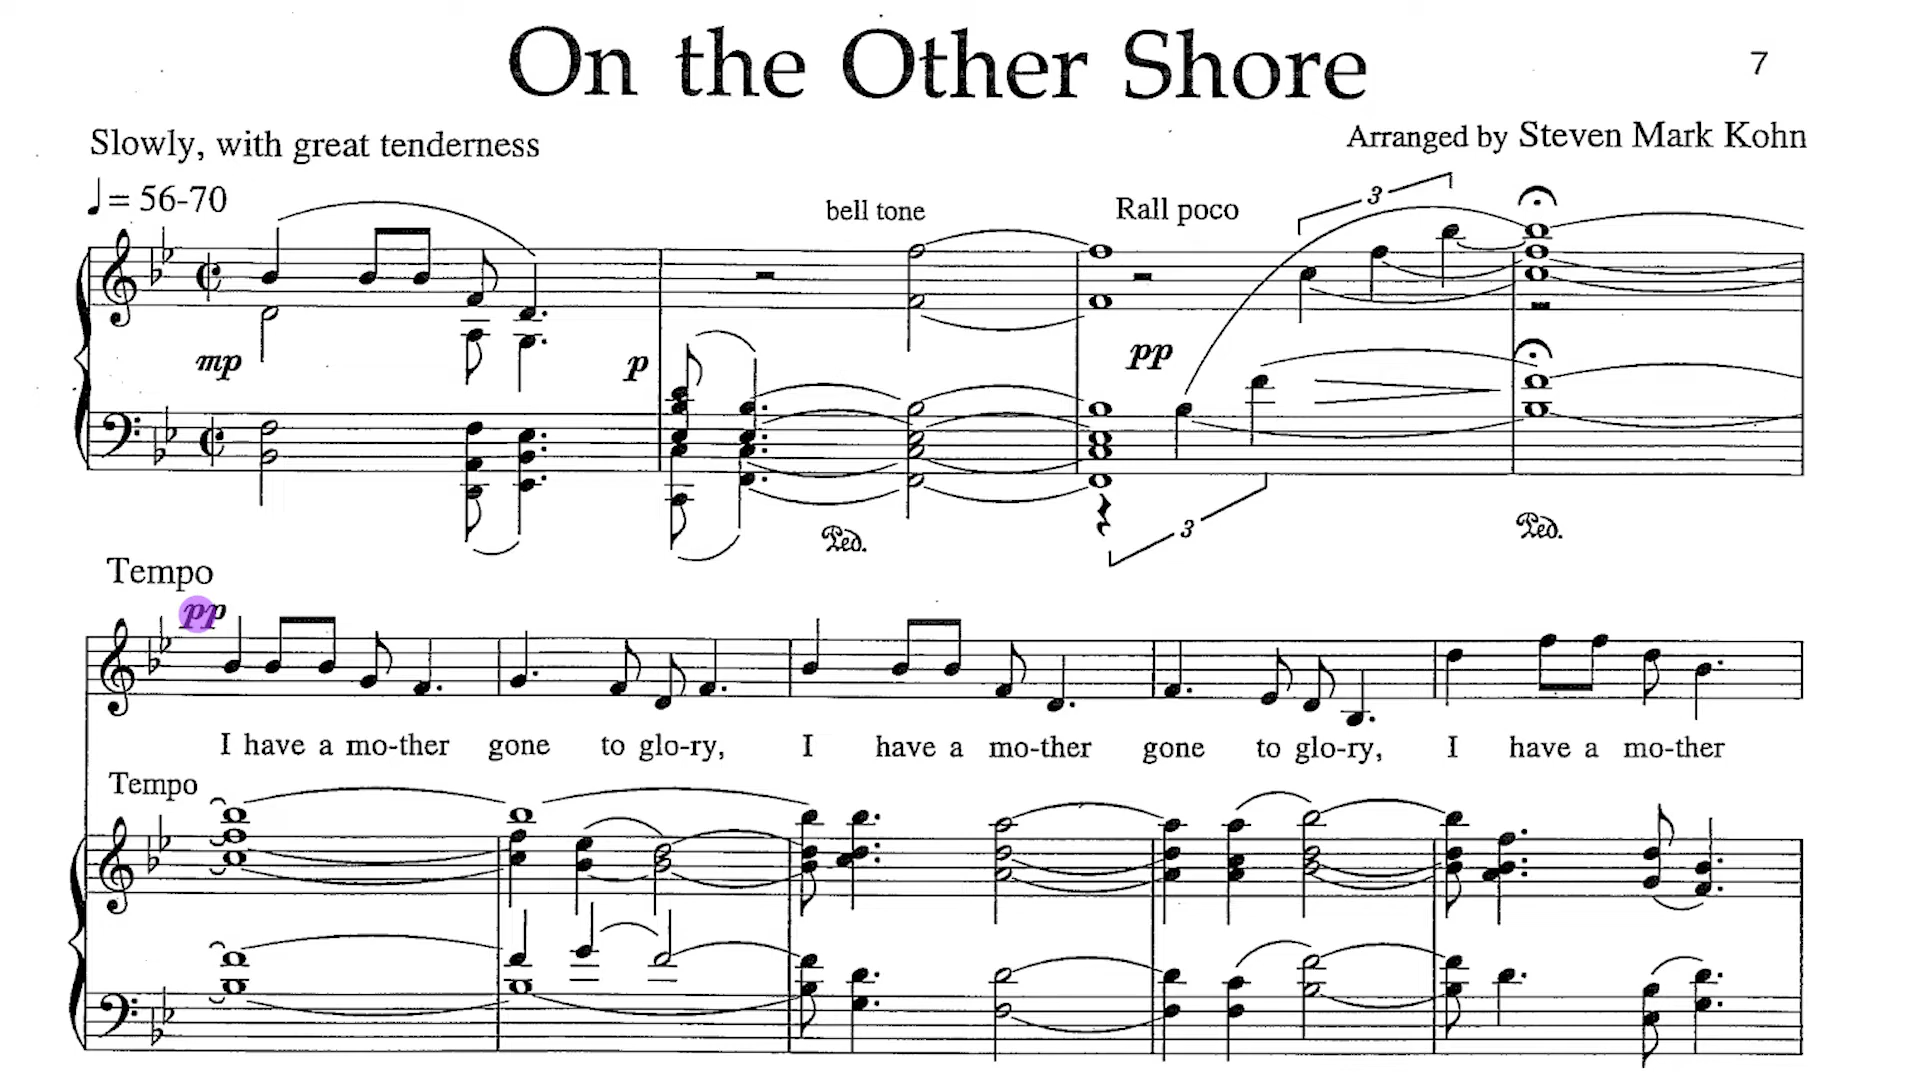 On the Other Shore
7
Slowly, with great tenderness
Arranged by Steven Mark Kohn
♩= 56-70
bell tone
Rall poco
3
mp
p
pp
3
Ped.
Ped.
Tempo
pp
I have a mo-ther gone to glo-ry, I have a mo-ther gone to glo-ry, I have a mo-ther
Tempo